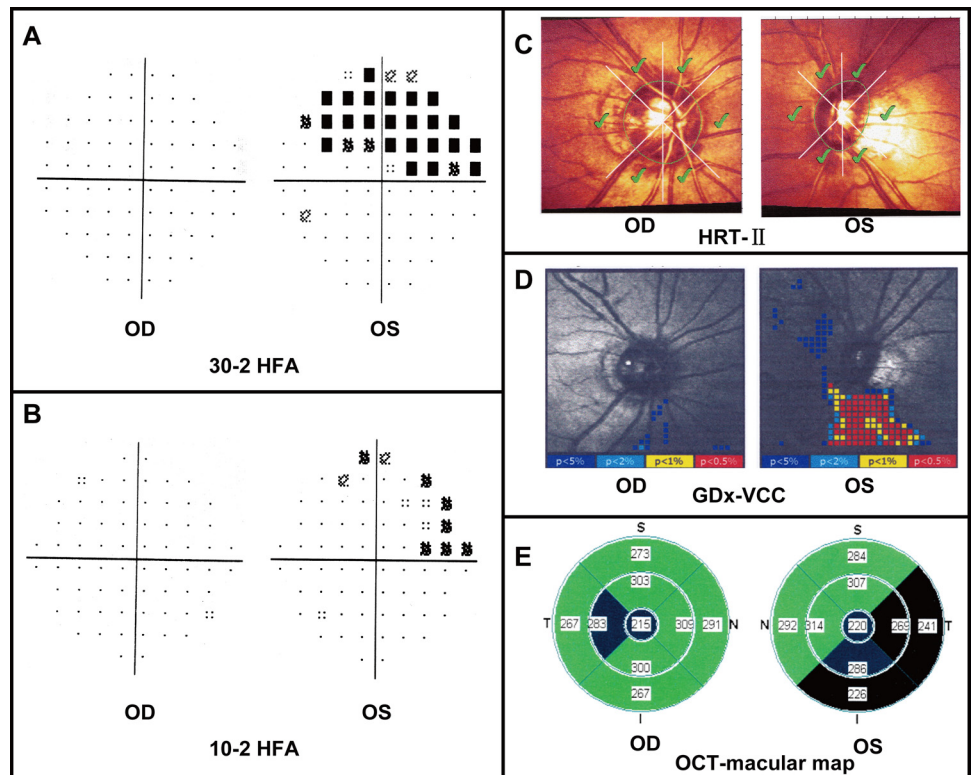 A
OD
OS
30-2 HFA
B
OD
OS
10-2 HFA
C
OD
OS
HRT-Ⅱ
D
p<5% p<2% p<1% p<0.5%
p<5% p<2% p<1% p<0.5%
OD
OS
GDx-VCC
E
S
273
303
T 267 283 215 309 291 N
300
267
I
OD
S
284
307
N 292 314 220 269 241 T
286
226
I
OS
OCT-macular map